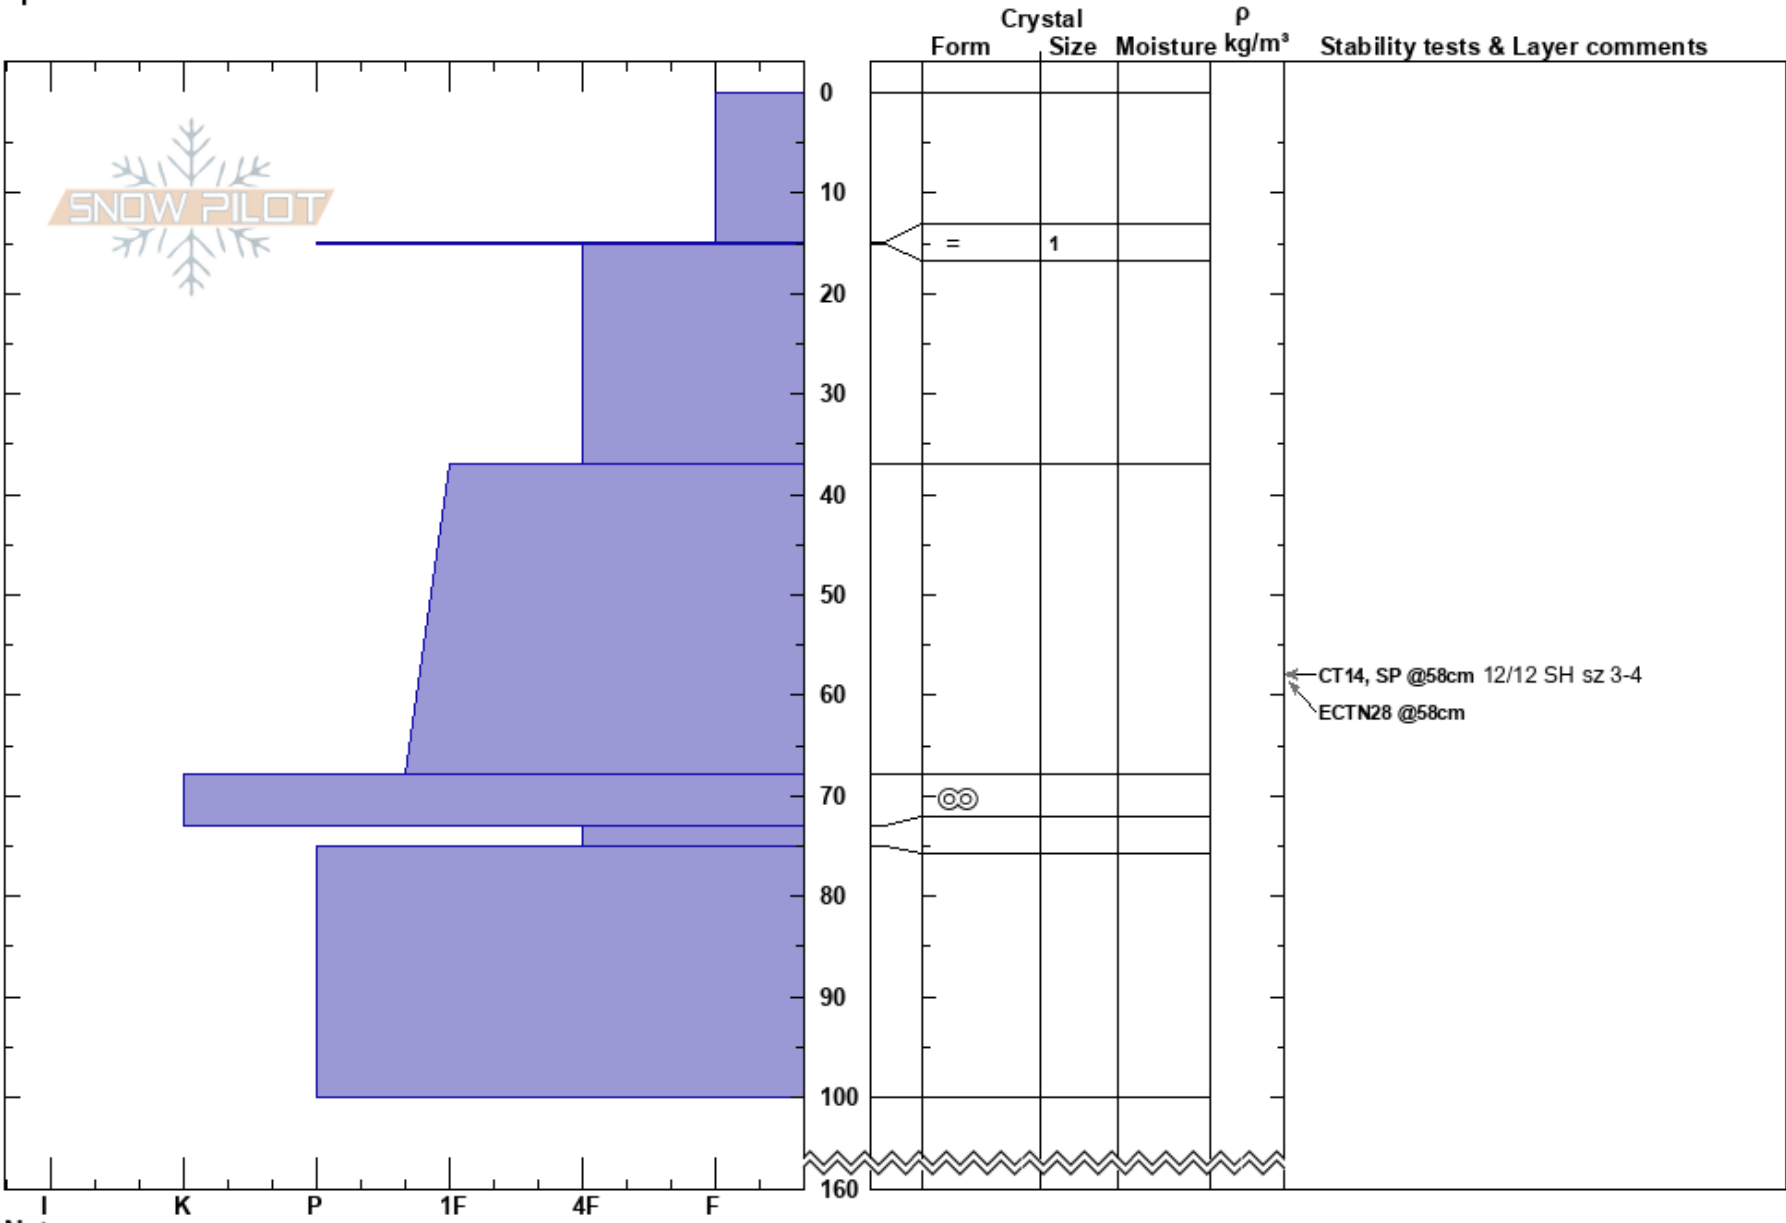 Crystal ρ
Form Size Moisture kg/m³ Stability tests & Layer comments
0
SNOW PILOT
10
= 1
20
30
40
50
CT14, SP @58cm 12/12 SH sz 3-4
60
ECTN28 @58cm
70
80
90
100
160
I K P 1F 4F F